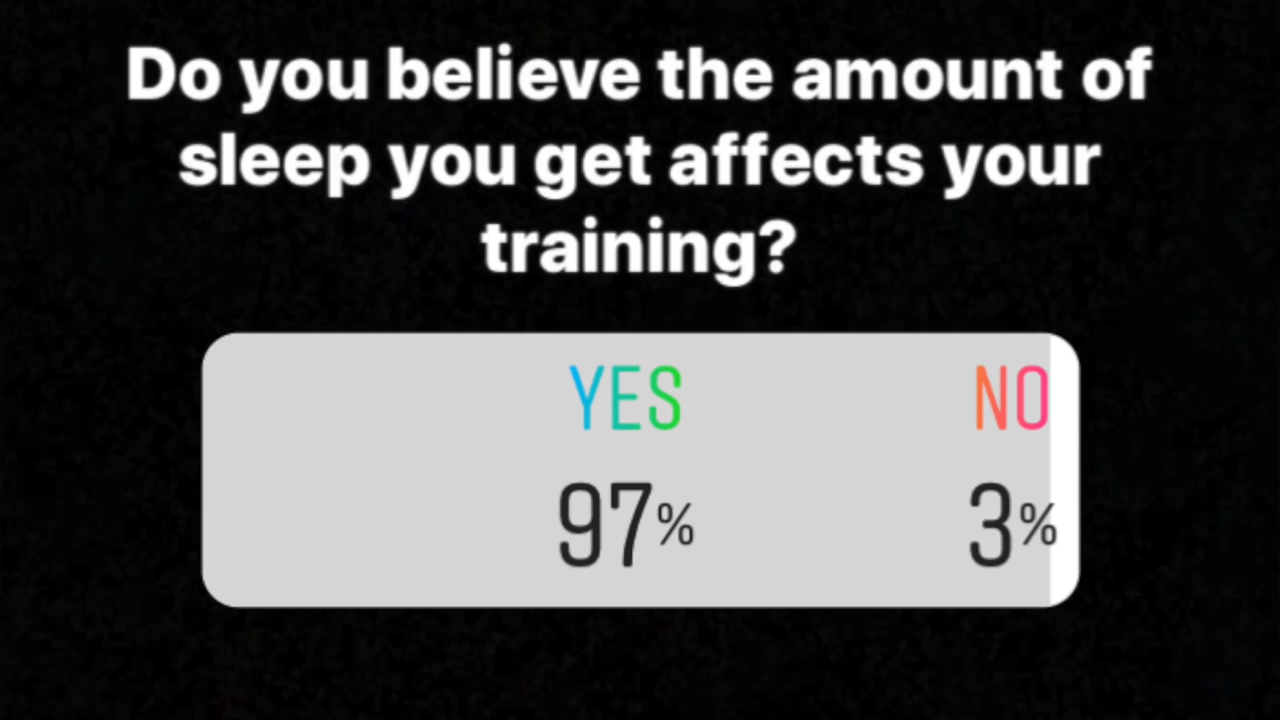 Do you believe the amount of
sleep you get affects your
training?
YES NO
97% 3%